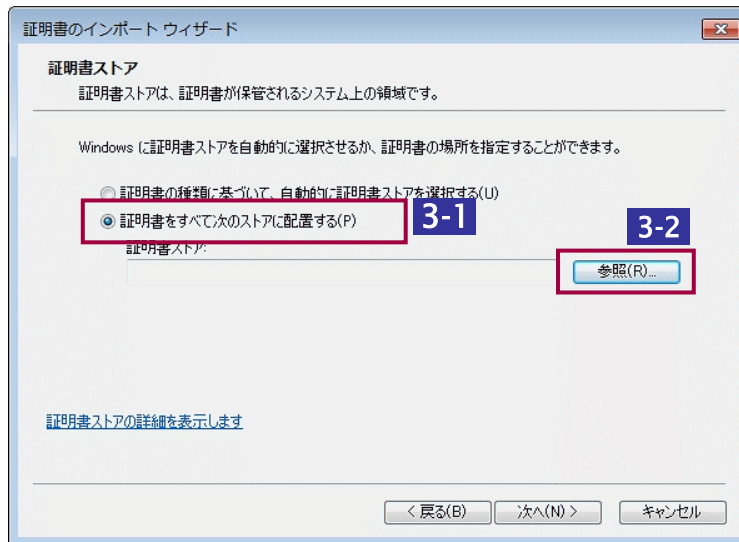 証明書のインポート ウィザード
証明書ストア
証明書ストアは、証明書が保管されるシステム上の領域です。
Windows に証明書ストアを自動的に選択させるか、証明書の場所を指定することができます。
証明書の種類に基づいて、自動的に証明書ストアを選択する(U)
証明書をすべて次のストアに配置する(P)
3-1
証明書ストア:
3-2
参照(R)...
証明書ストアの詳細を表示します
< 戻る(B)
次へ(N) >
キャンセル